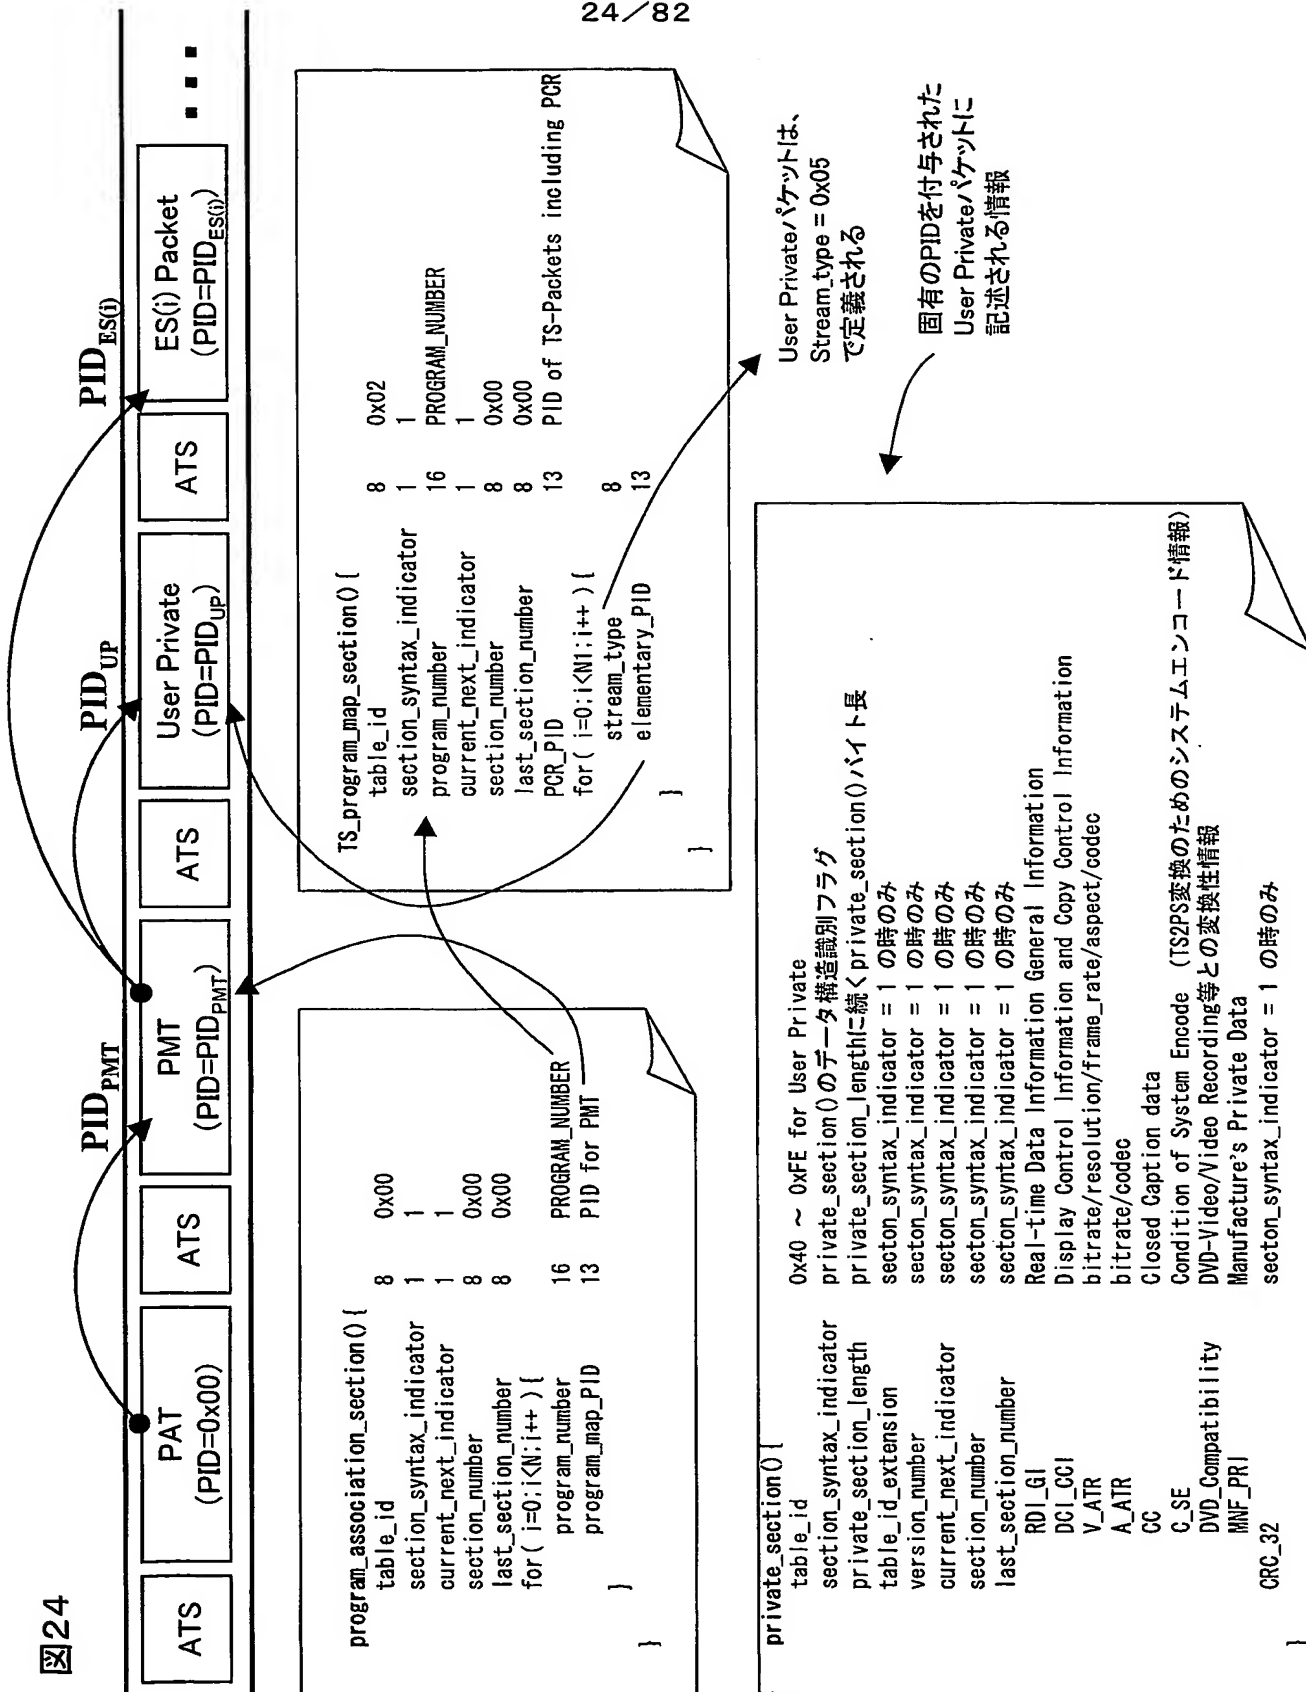 24/82
図24
ATS
PAT
(PID=0x00)
ATS
PMT
(PID=PIDPMT)
ATS
User Private
(PID=PIDUP)
ATS
ES(i) Packet
(PID=PIDES(i))
PIDPMT
PIDUP
PIDES(i)
program_association_section(){
table_id 8 0x00
section_syntax_indicator 1 1
current_next_indicator 1 1
section_number 8 0x00
last_section_number 8 0x00
for( i=0;i<N;i++ ){
program_number 16 PROGRAM_NUMBER
program_map_PID 13 PID for PMT
}
}
TS_program_map_section(){
table_id 8 0x02
section_syntax_indicator 1 1
program_number 16 PROGRAM_NUMBER
current_next_indicator 1 1
section_number 8 0x00
last_section_number 8 0x00
PCR_PID 13 PID of TS-Packets including PCR
for( i=0;i<N1;i++ ){
stream_type 8
elementary_PID 13
}
}
User Privateパケットは、
Stream_type = 0x05
で定義される
固有のPIDを付与された
User Privateパケットに
記述される情報
private_section(){
table_id 0x40 ～ 0xFE for User Private
section_syntax_indicator private_section()のデータ構造識別フラグ
private_section_length private_section_lengthに続くprivate_section()バイト長
table_id_extension secton_syntax_indicator = 1 の時のみ
version_number secton_syntax_indicator = 1 の時のみ
current_next_indicator secton_syntax_indicator = 1 の時のみ
section_number secton_syntax_indicator = 1 の時のみ
last_section_number secton_syntax_indicator = 1 の時のみ
RDI_GI Real-time Data Information General Information
DCI_CCI Display Control Information and Copy Control Information
V_ATR bitrate/resolution/frame_rate/aspect/codec
A_ATR bitrate/codec
CC Closed Caption data
C_SE Condition of System Encode （TS2PS変換のためのシステムエンコード情報）
DVD_Compatibility DVD-Video/Video Recording等との変換性情報
MNF_PRI Manufacture's Private Data
CRC_32 secton_syntax_indicator = 1 の時のみ
}